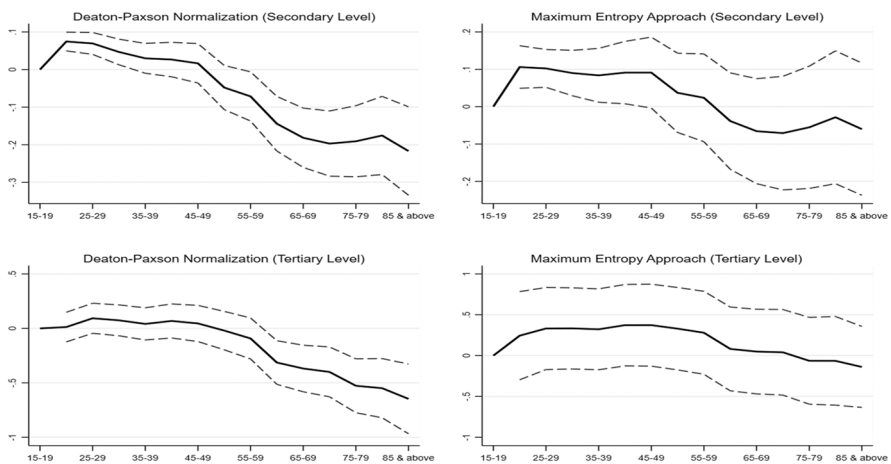 Deaton-Paxson Normalization (Secondary Level)
.1
0
-.1
-.2
-.3
15-19 25-29 35-39 45-49 55-59 65-69 75-79 85 & above
Maximum Entropy Approach (Secondary Level)
.2
.1
0
-.1
-.2
15-19 25-29 35-39 45-49 55-59 65-69 75-79 85 & above
Deaton-Paxson Normalization (Tertiary Level)
.5
0
-.5
-1
15-19 25-29 35-39 45-49 55-59 65-69 75-79 85 & above
Maximum Entropy Approach (Tertiary Level)
1
.5
0
-.5
-1
15-19 25-29 35-39 45-49 55-59 65-69 75-79 85 & above